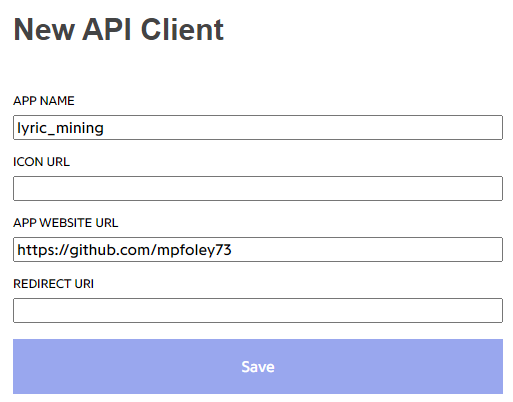 New API Client
APP NAME
lyric_mining
ICON URL
APP WEBSITE URL
https://github.com/mpfoley73
REDIRECT URI
Save